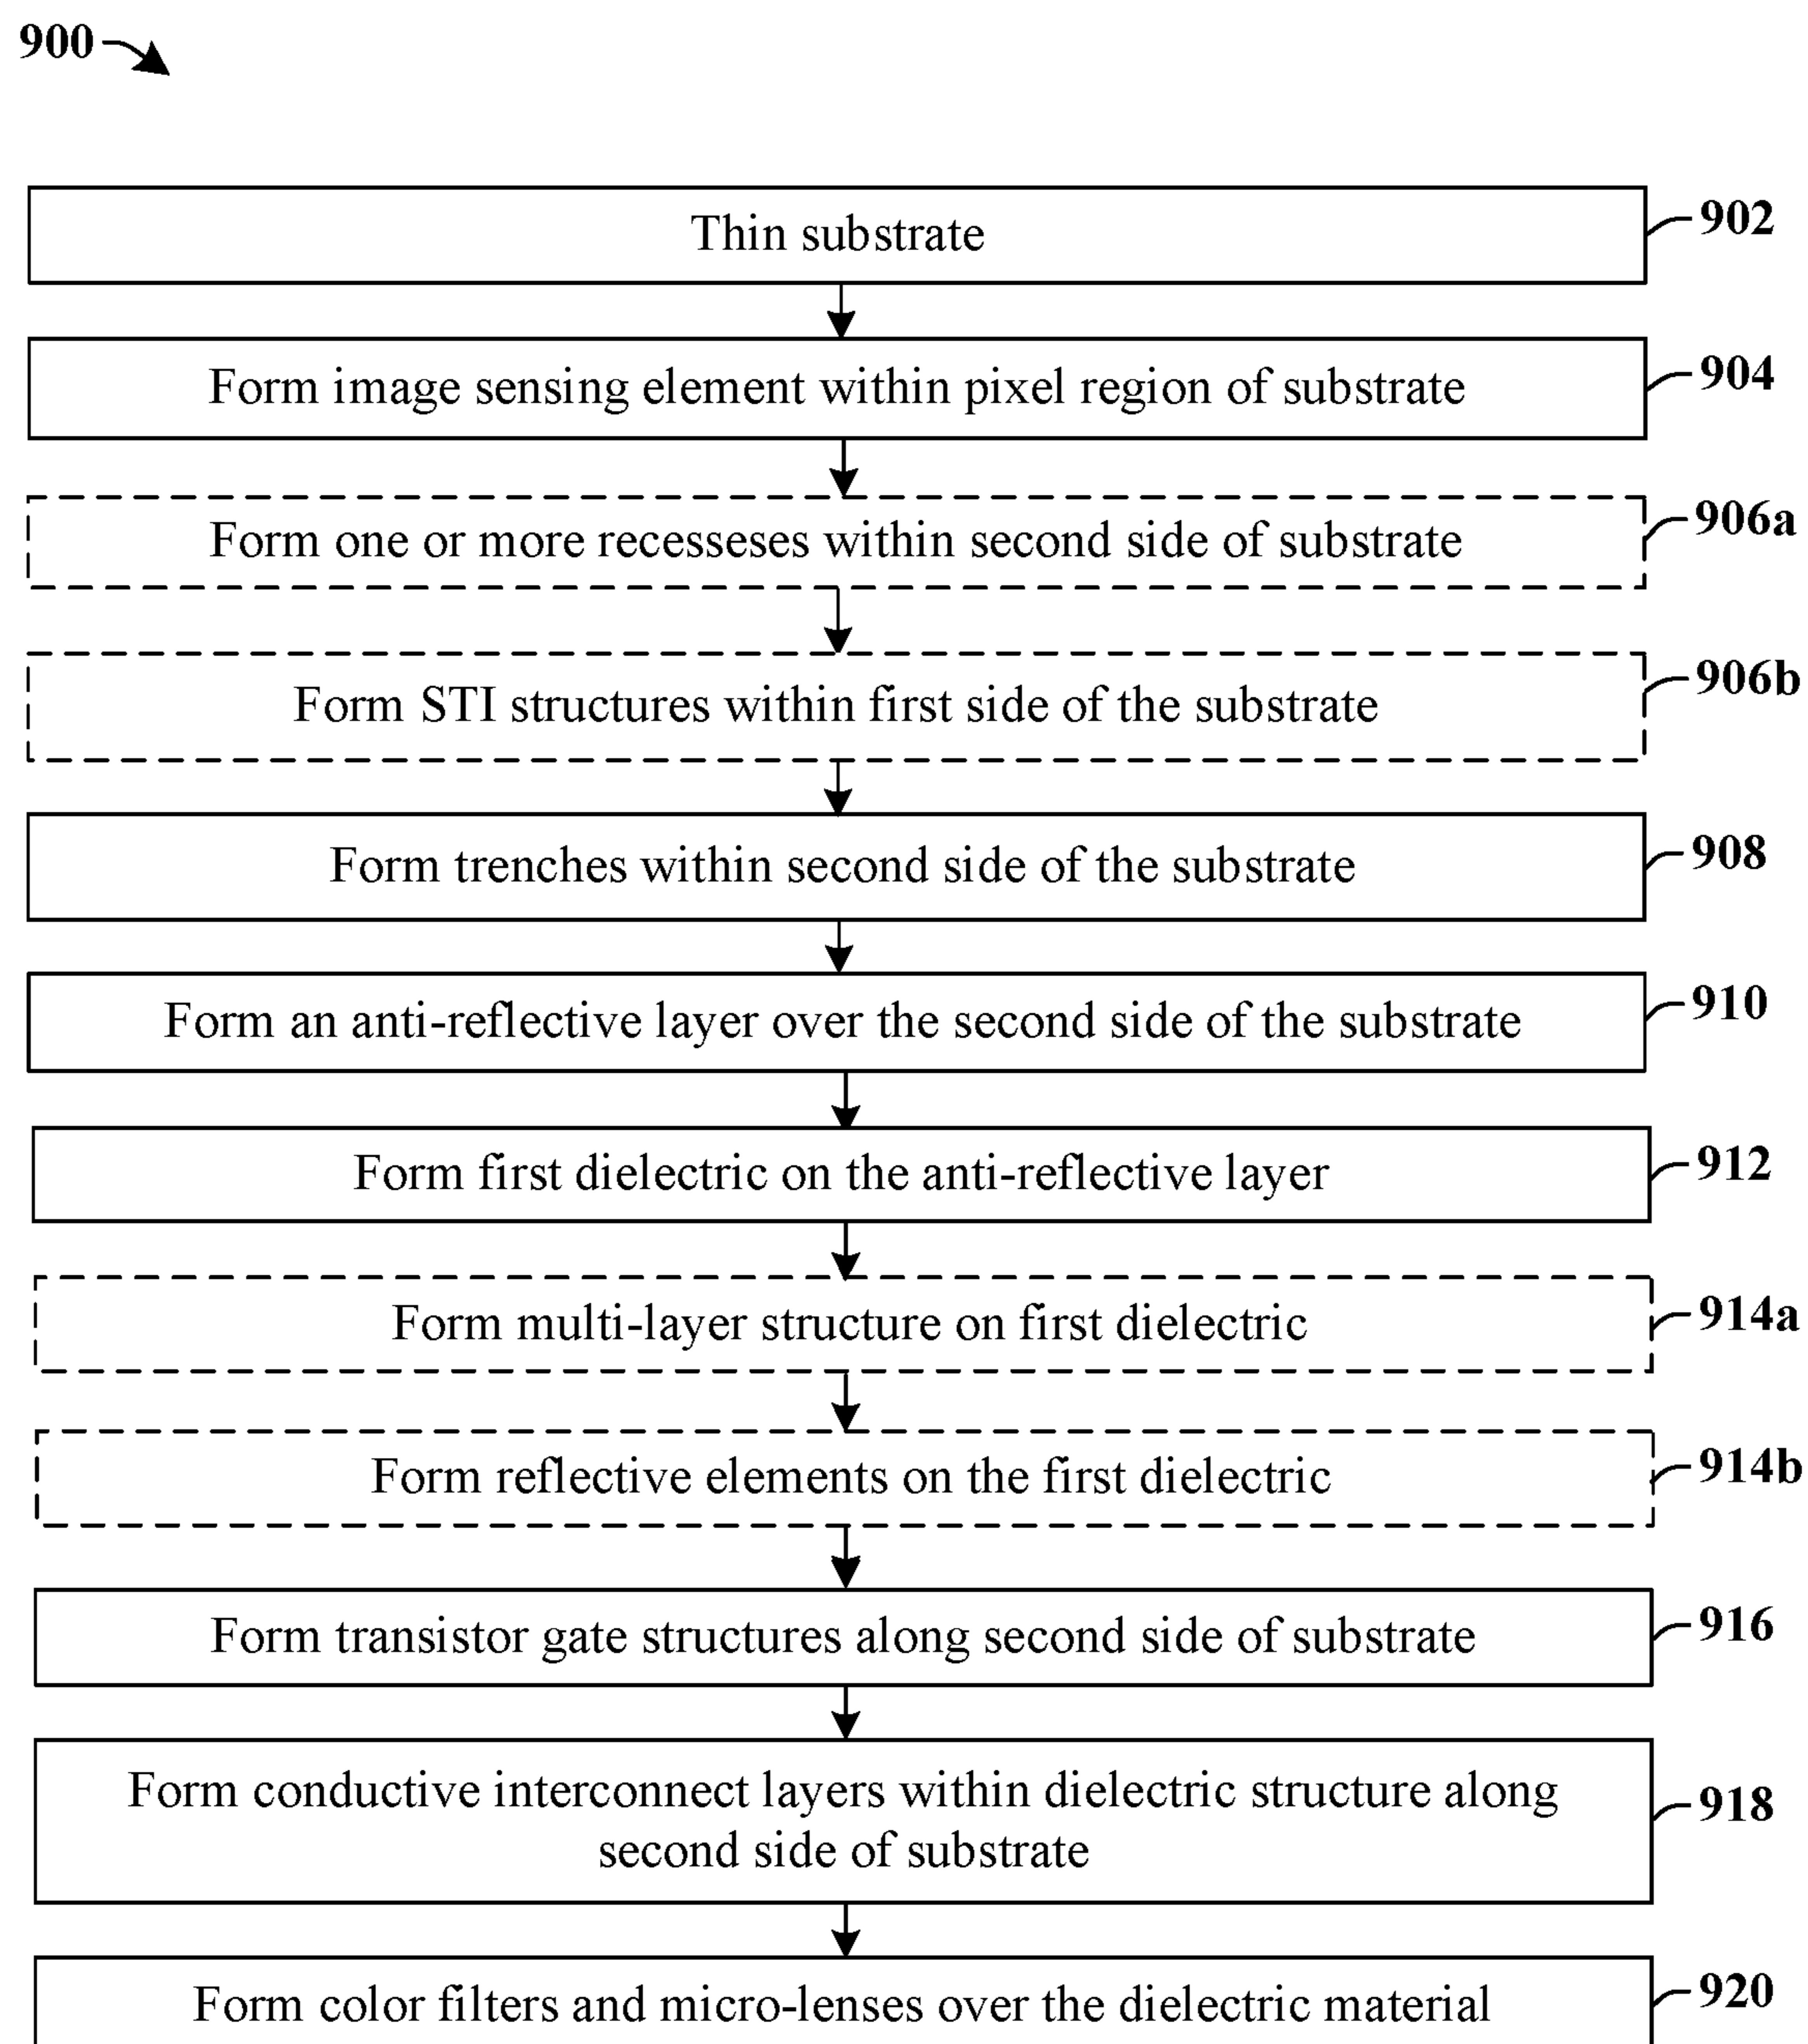 900
Thin substrate
902
Form image sensing element within pixel region of substrate
904
Form one or more recesseses within second side of substrate
906a
Form STI structures within first side of the substrate
906b
Form trenches within second side of the substrate
908
Form an anti-reflective layer over the second side of the substrate
910
Form first dielectric on the anti-reflective layer
912
Form multi-layer structure on first dielectric
914a
Form reflective elements on the first dielectric
914b
Form transistor gate structures along second side of substrate
916
Form conductive interconnect layers within dielectric structure along
second side of substrate
918
Form color filters and micro-lenses over the dielectric material
920